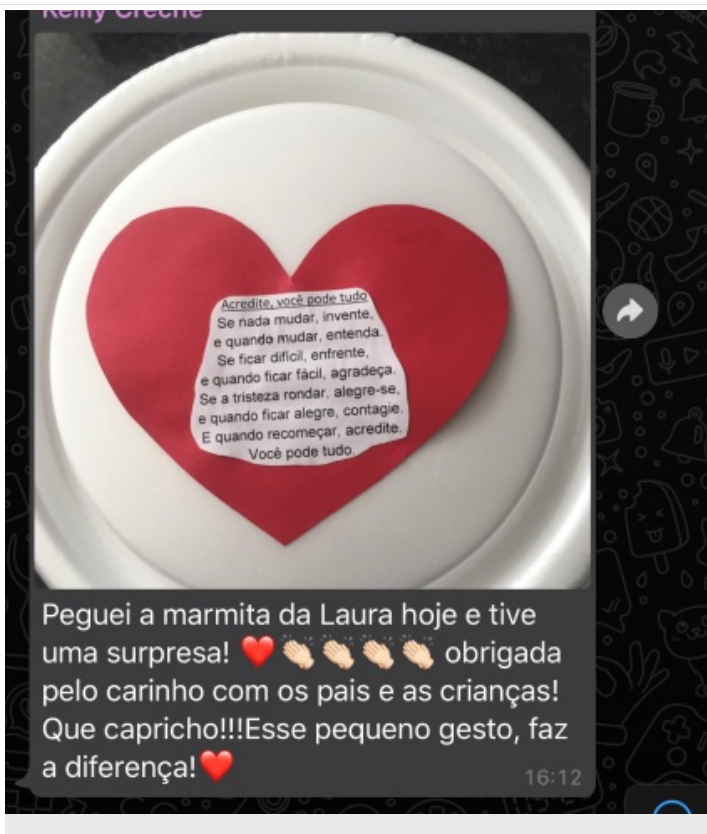 Acredite, você pode tudo
Se nada mudar, invente,
e quando mudar, entenda.
Se ficar difícil, enfrente,
e quando ficar fácil, agradeça.
Se a tristeza rondar, alegre-se,
e quando ficar alegre, contagie.
E quando recomeçar, acredite.
Você pode tudo.
Peguei a marmita da Laura hoje e tive
uma surpresa! ❤️👏🏻👏🏻👏🏻👏🏻 obrigada
pelo carinho com os pais e as crianças!
Que capricho!!!Esse pequeno gesto, faz
a diferença!❤️
16:12